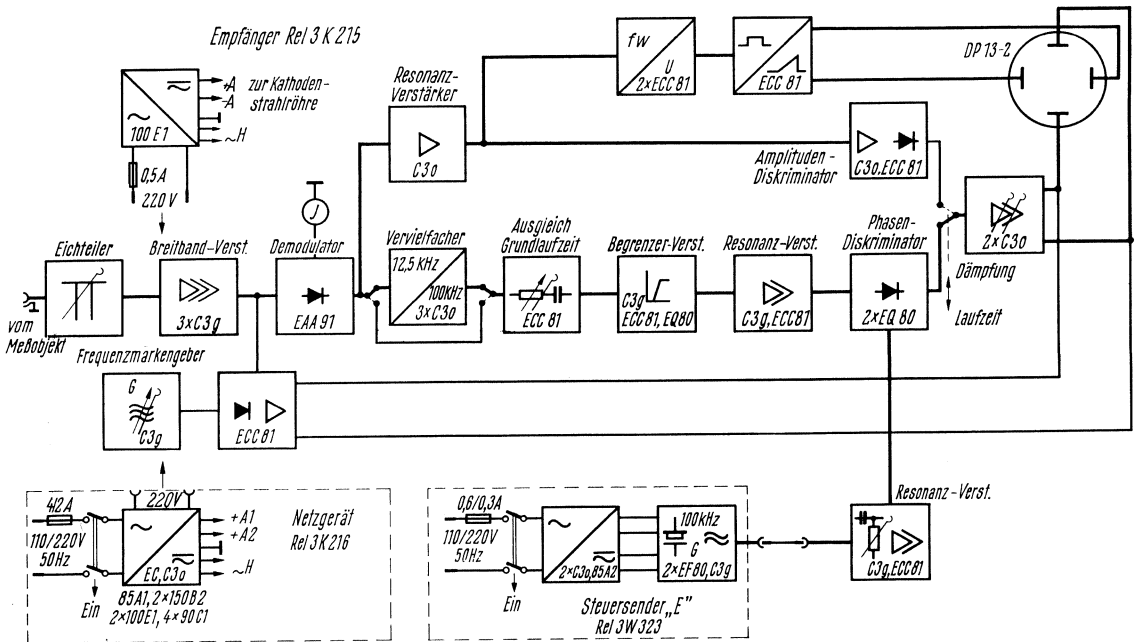 Empfänger Rel 3 K 215
DP 13-2
fw
U
2×ECC 81
ECC 81
Resonanz-
Verstärker
C3o
+A
-A
zur Kathoden-
strahlröhre
~H
~
100 E1
0,5A
220 V
Amplituden-
Diskriminator
C3o, ECC 81
Eichteiler
Breitband-Verst.
3×C3g
J
Demodulator
EAA 91
Vervielfacher
12,5 KHz
100KHz
3×C3o
Ausgleich
Grundlaufzeit
ECC 81
Begrenzer-Verst.
C3g
ECC 81, EQ80
Resonanz-Verst.
C3g, ECC81
Phasen-
Diskriminator
2×EQ 80
2×C3o
Dämpfung
Laufzeit
vom
Meßobjekt
Frequenzmarkengeber
G
C3g
ECC 81
4/2 A
110/220V
50Hz
Ein
220V
~
EC, C3o
85A1, 2×150B2
2×100E1, 4×90C1
+A1
+A2
~H
Netzgerät
Rel 3K 216
0,6/0,3A
110/220V
50Hz
Ein
~
2×C3o, 85A2
100KHz
G
2×EF80, C3g
Steuersender „E"
Rel 3W 323
Resonanz-Verst.
C3g, ECC 81